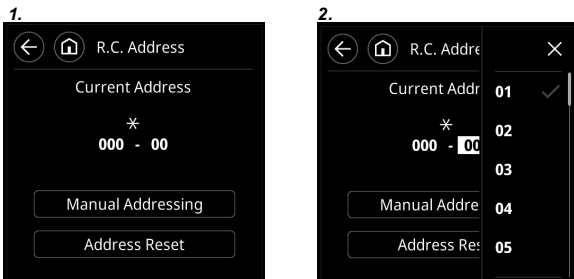 1.
R.C. Address
Current Address
*
000 - 00
Manual Addressing
Address Reset
2.
R.C. Addre
Current Addr
*
000 - 00
Manual Addre
Address Res
01
02
03
04
05